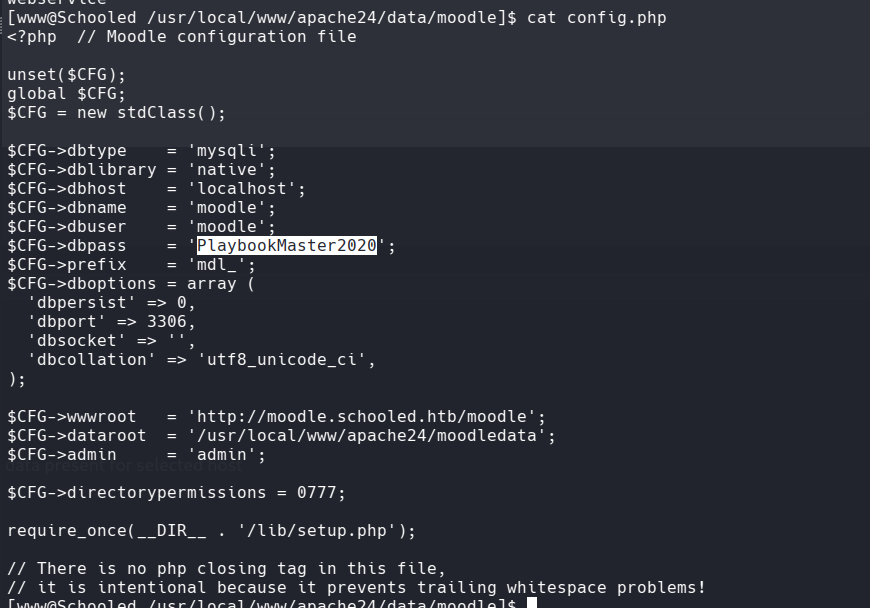 webservice
[www@Schooled /usr/local/www/apache24/data/moodle]$ cat config.php
<?php  // Moodle configuration file

unset($CFG);
global $CFG;
$CFG = new stdClass();

$CFG->dbtype    = 'mysqli';
$CFG->dblibrary = 'native';
$CFG->dbhost    = 'localhost';
$CFG->dbname    = 'moodle';
$CFG->dbuser    = 'moodle';
$CFG->dbpass    = 'PlaybookMaster2020';
$CFG->prefix    = 'mdl_';
$CFG->dboptions = array (
  'dbpersist' => 0,
  'dbport' => 3306,
  'dbsocket' => '',
  'dbcollation' => 'utf8_unicode_ci',
);

$CFG->wwwroot   = 'http://moodle.schooled.htb/moodle';
$CFG->dataroot  = '/usr/local/www/apache24/moodledata';
$CFG->admin     = 'admin';
data present for selected host

$CFG->directorypermissions = 0777;

require_once(__DIR__ . '/lib/setup.php');

// There is no php closing tag in this file,
// it is intentional because it prevents trailing whitespace problems!
[www@Schooled /usr/local/www/apache24/data/moodle]$